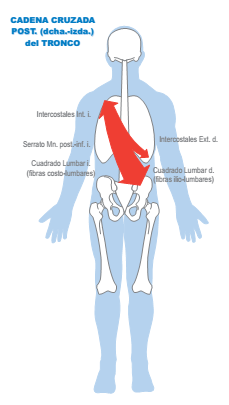 CADENA CRUZADA
POST. (dcha.-izda.)
del TRONCO
Intercostales Int. i.
Intercostales Ext. d.
Serrato Mn. post.-inf. i.
Cuadrado Lumbar i.
(fibras costo-lumbares)
Cuadrado Lumbar d.
(fibras ilio-lumbares)